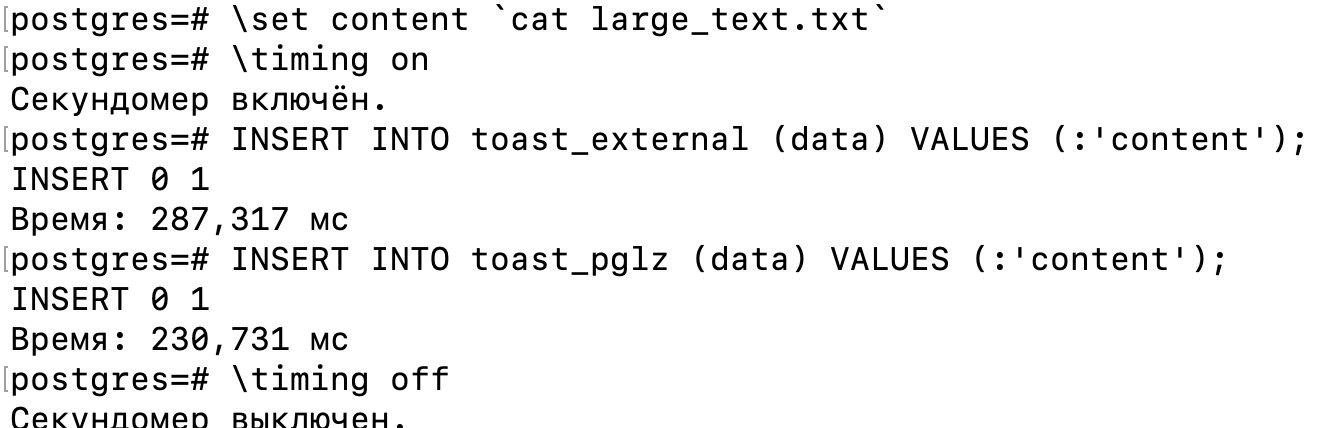 [postgres=# \set content `cat large_text.txt`
[postgres=# \timing on
Секундомер включён.
[postgres=# INSERT INTO toast_external (data) VALUES (:'content');
INSERT 0 1
Время: 287,317 мс
[postgres=# INSERT INTO toast_pglz (data) VALUES (:'content');
INSERT 0 1
Время: 230,731 мс
[postgres=# \timing off
Секундомер выключен.